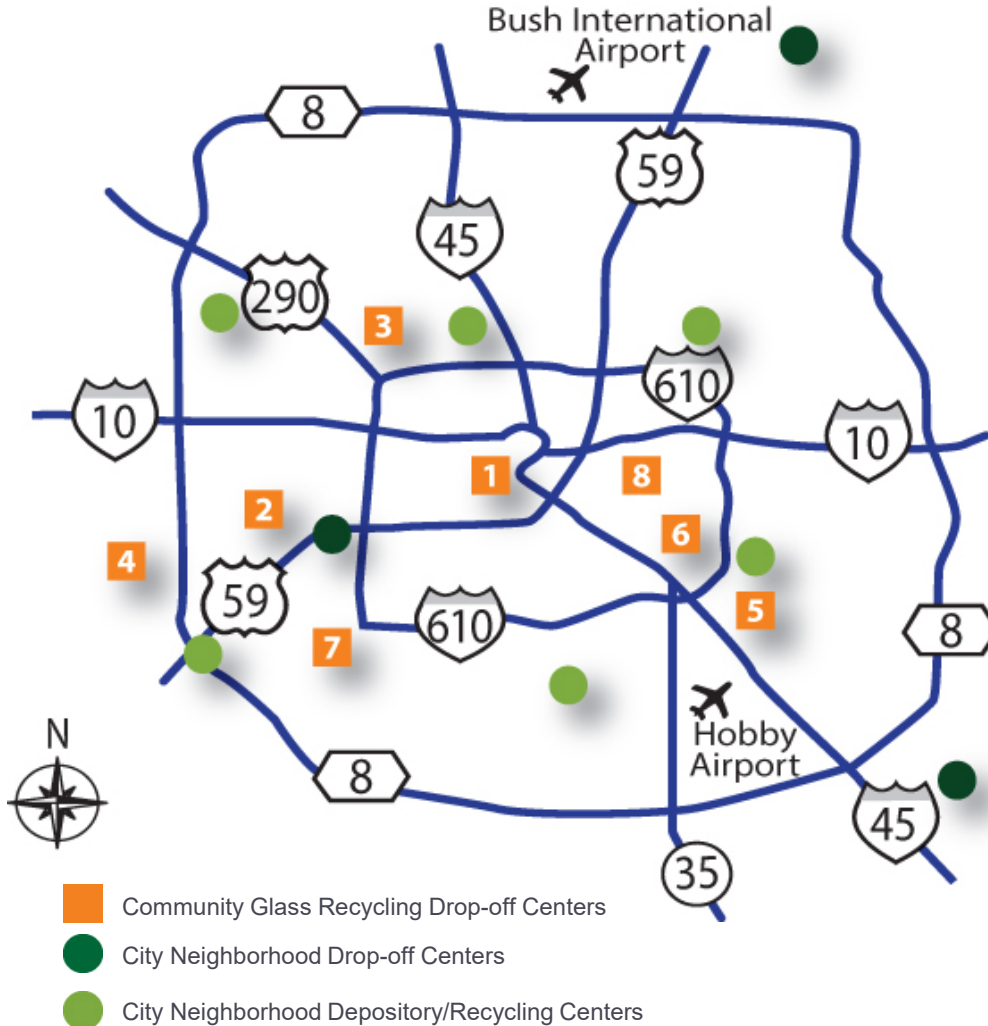 Bush International
Airport
8
59
45
290
3
610
10
10
1
8
2
6
4
59
5
610
8
7
Hobby
Airport
N
8
45
35
Community Glass Recycling Drop-off Centers
City Neighborhood Drop-off Centers
City Neighborhood Depository/Recycling Centers